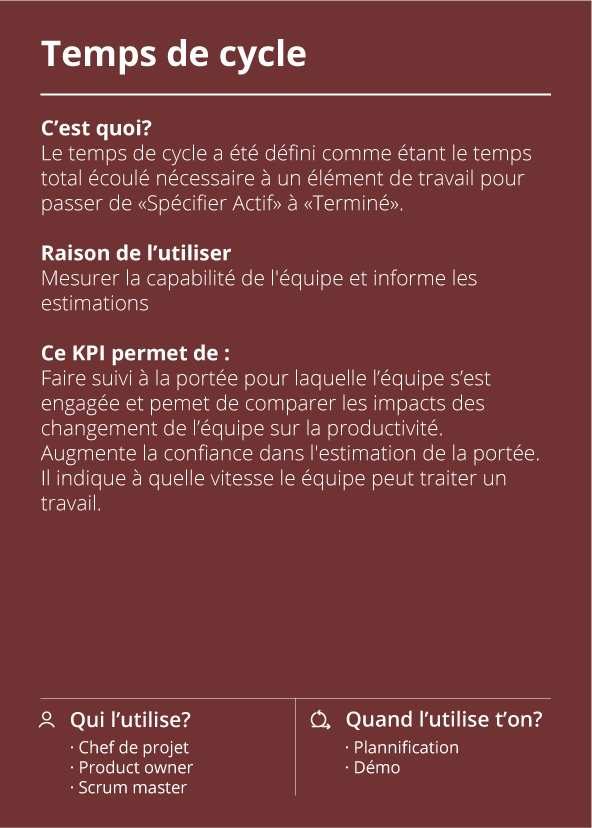 Temps de cycle
C’est quoi?
Le temps de cycle a été défini comme étant le temps
total écoulé nécessaire à un élément de travail pour
passer de «Spécifier Actif» à «Terminé».
Raison de l’utiliser
Mesurer la capabilité de l'équipe et informe les
estimations
Ce KPI permet de :
Faire suivi à la portée pour laquelle l’équipe s’est
engagée et pemet de comparer les impacts des
changement de l’équipe sur la productivité.
Augmente la confiance dans l'estimation de la portée.
Il indique à quelle vitesse le équipe peut traiter un
travail.
Qui l’utilise?
· Chef de projet
· Product owner
· Scrum master
Quand l’utilise t’on?
· Plannification
· Démo